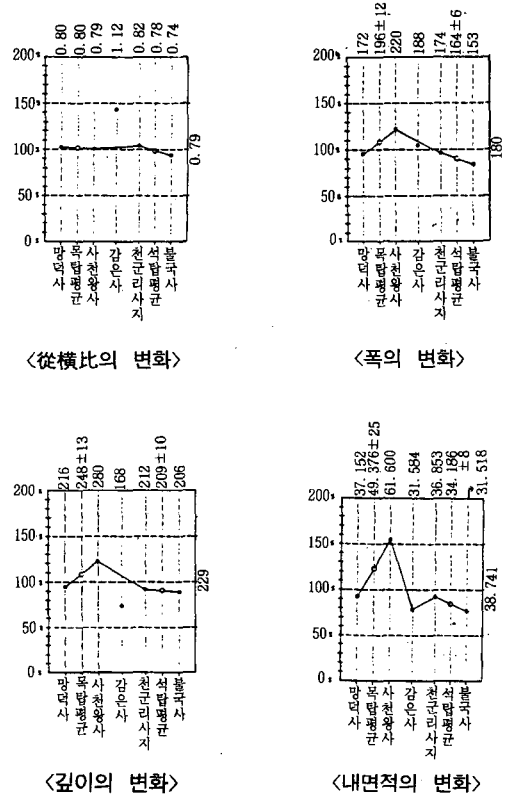 0.80 0.80 0.79 1.12 0.82 0.78 0.74
200%
150%
100%
50%
0%
0.79
망덕사 목탑평균 사천왕사 감은사 천군리사지 석탑평균 불국사
<從橫比의 변화>
172 196±12 220 188 174 164±6 153
200%
150%
100%
50%
0%
180
망덕사 목탑평균 사천왕사 감은사 천군리사지 석탑평균 불국사
<폭의 변화>
216 248±13 280 168 212 209±10 206
200%
150%
100%
50%
0%
229
망덕사 목탑평균 사천왕사 감은사 천군리사지 석탑평균 불국사
<깊이의 변화>
37.152 49.376±25 61.600 31.584 36.853 34.186±8 31.518
200%
150%
100%
50%
0%
38.741
망덕사 목탑평균 사천왕사 감은사 천군리사지 석탑평균 불국사
<내면적의 변화>